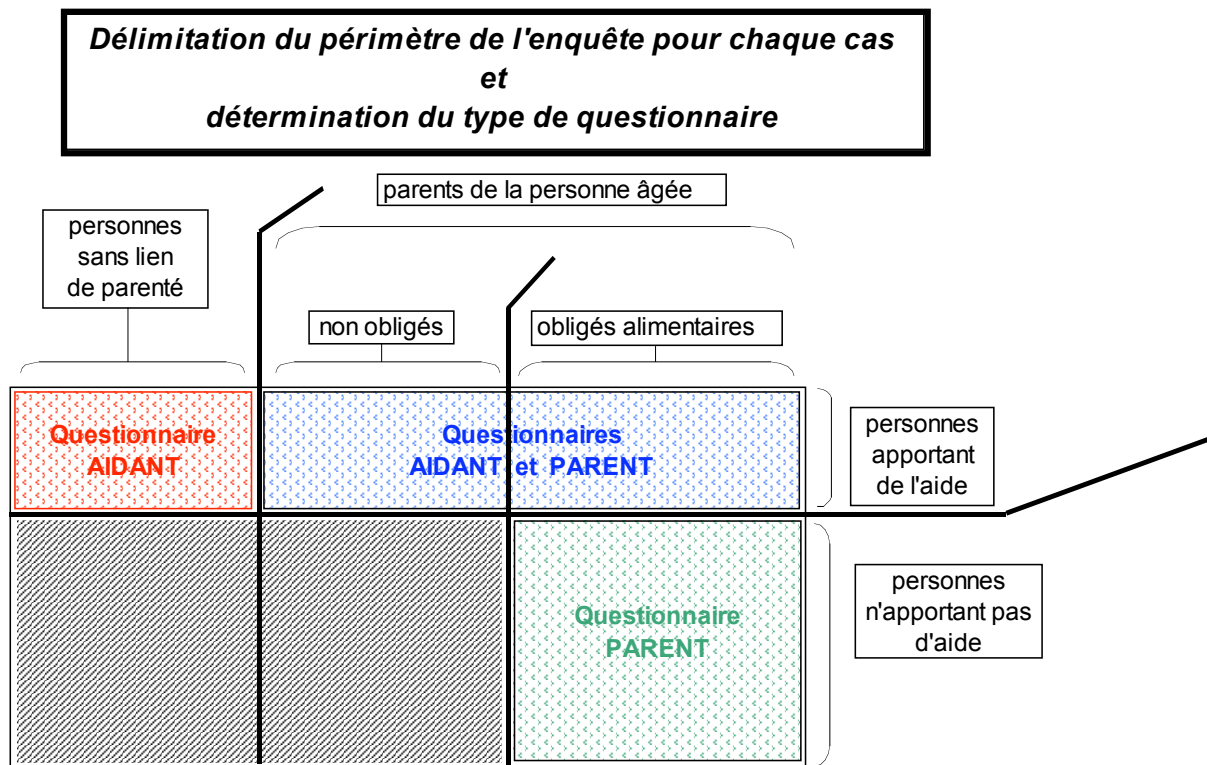 Délimitation du périmètre de l'enquête pour chaque cas
et
détermination du type de questionnaire
parents de la personne âgée
personnes
sans lien
de parenté
non obligés
obligés alimentaires
Questionnaire
AIDANT
Questionnaires
AIDANT et PARENT
personnes
apportant
de l'aide
Questionnaire
PARENT
personnes
n'apportant pas
d'aide